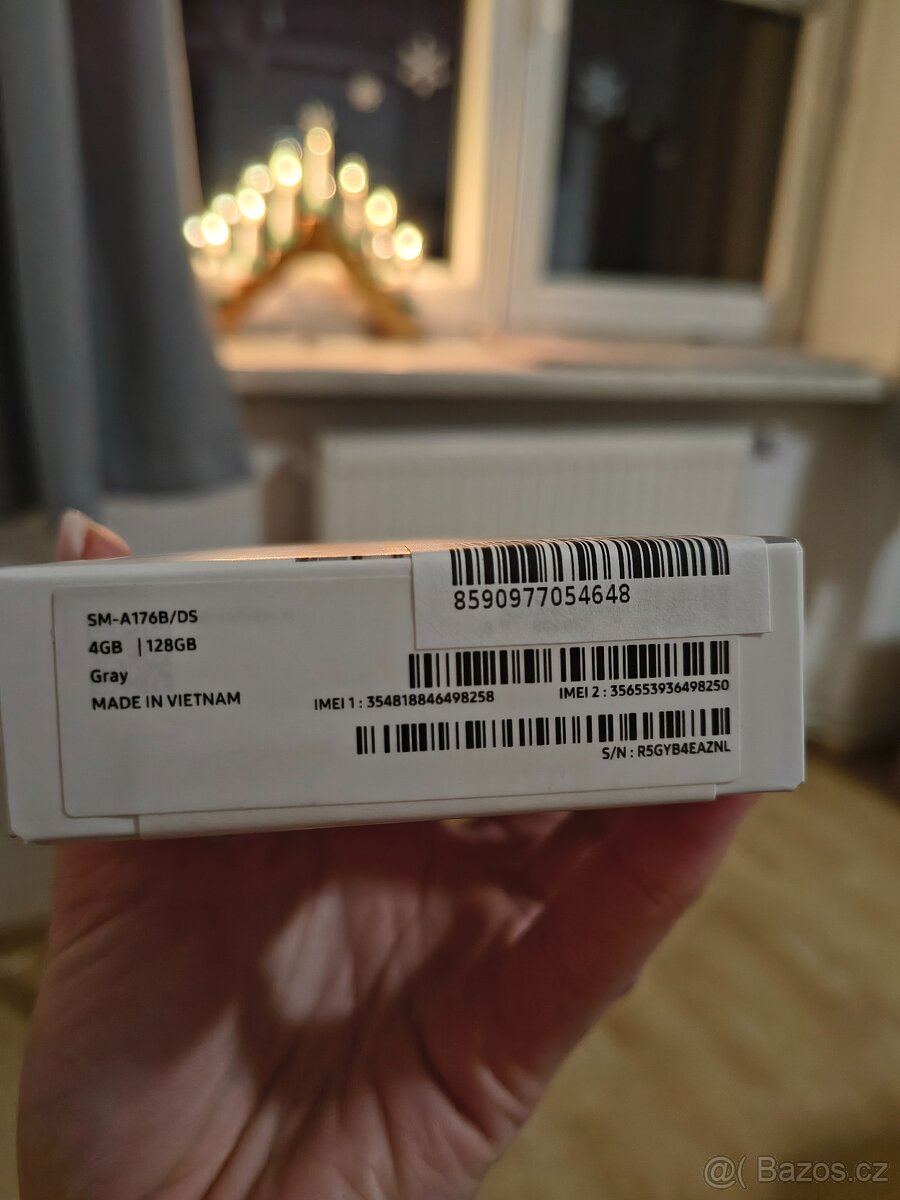 8590977054648
SM-A176B/DS
4GB | 128GB
Gray
MADE IN VIETNAM
IMEI 1 : 354818846498258
IMEI 2 : 356553936498250
S/N : R5GYB4EAZNL
@( Bazos.cz